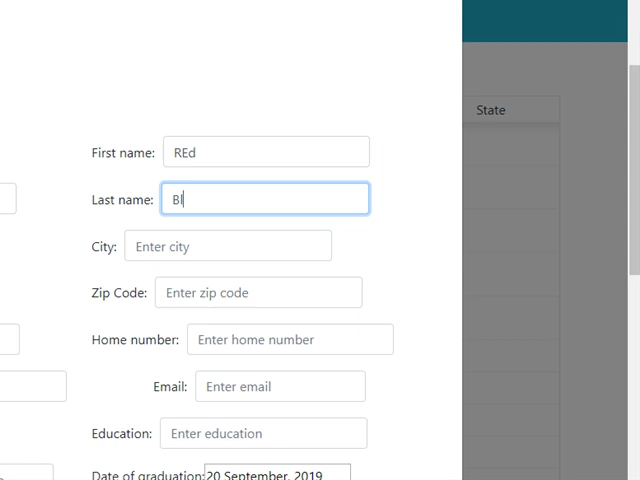 State
First name: REd
Last name: Bl
City: Enter city
Zip Code: Enter zip code
Home number: Enter home number
Email: Enter email
Education: Enter education
Date of graduation: 20 September, 2019